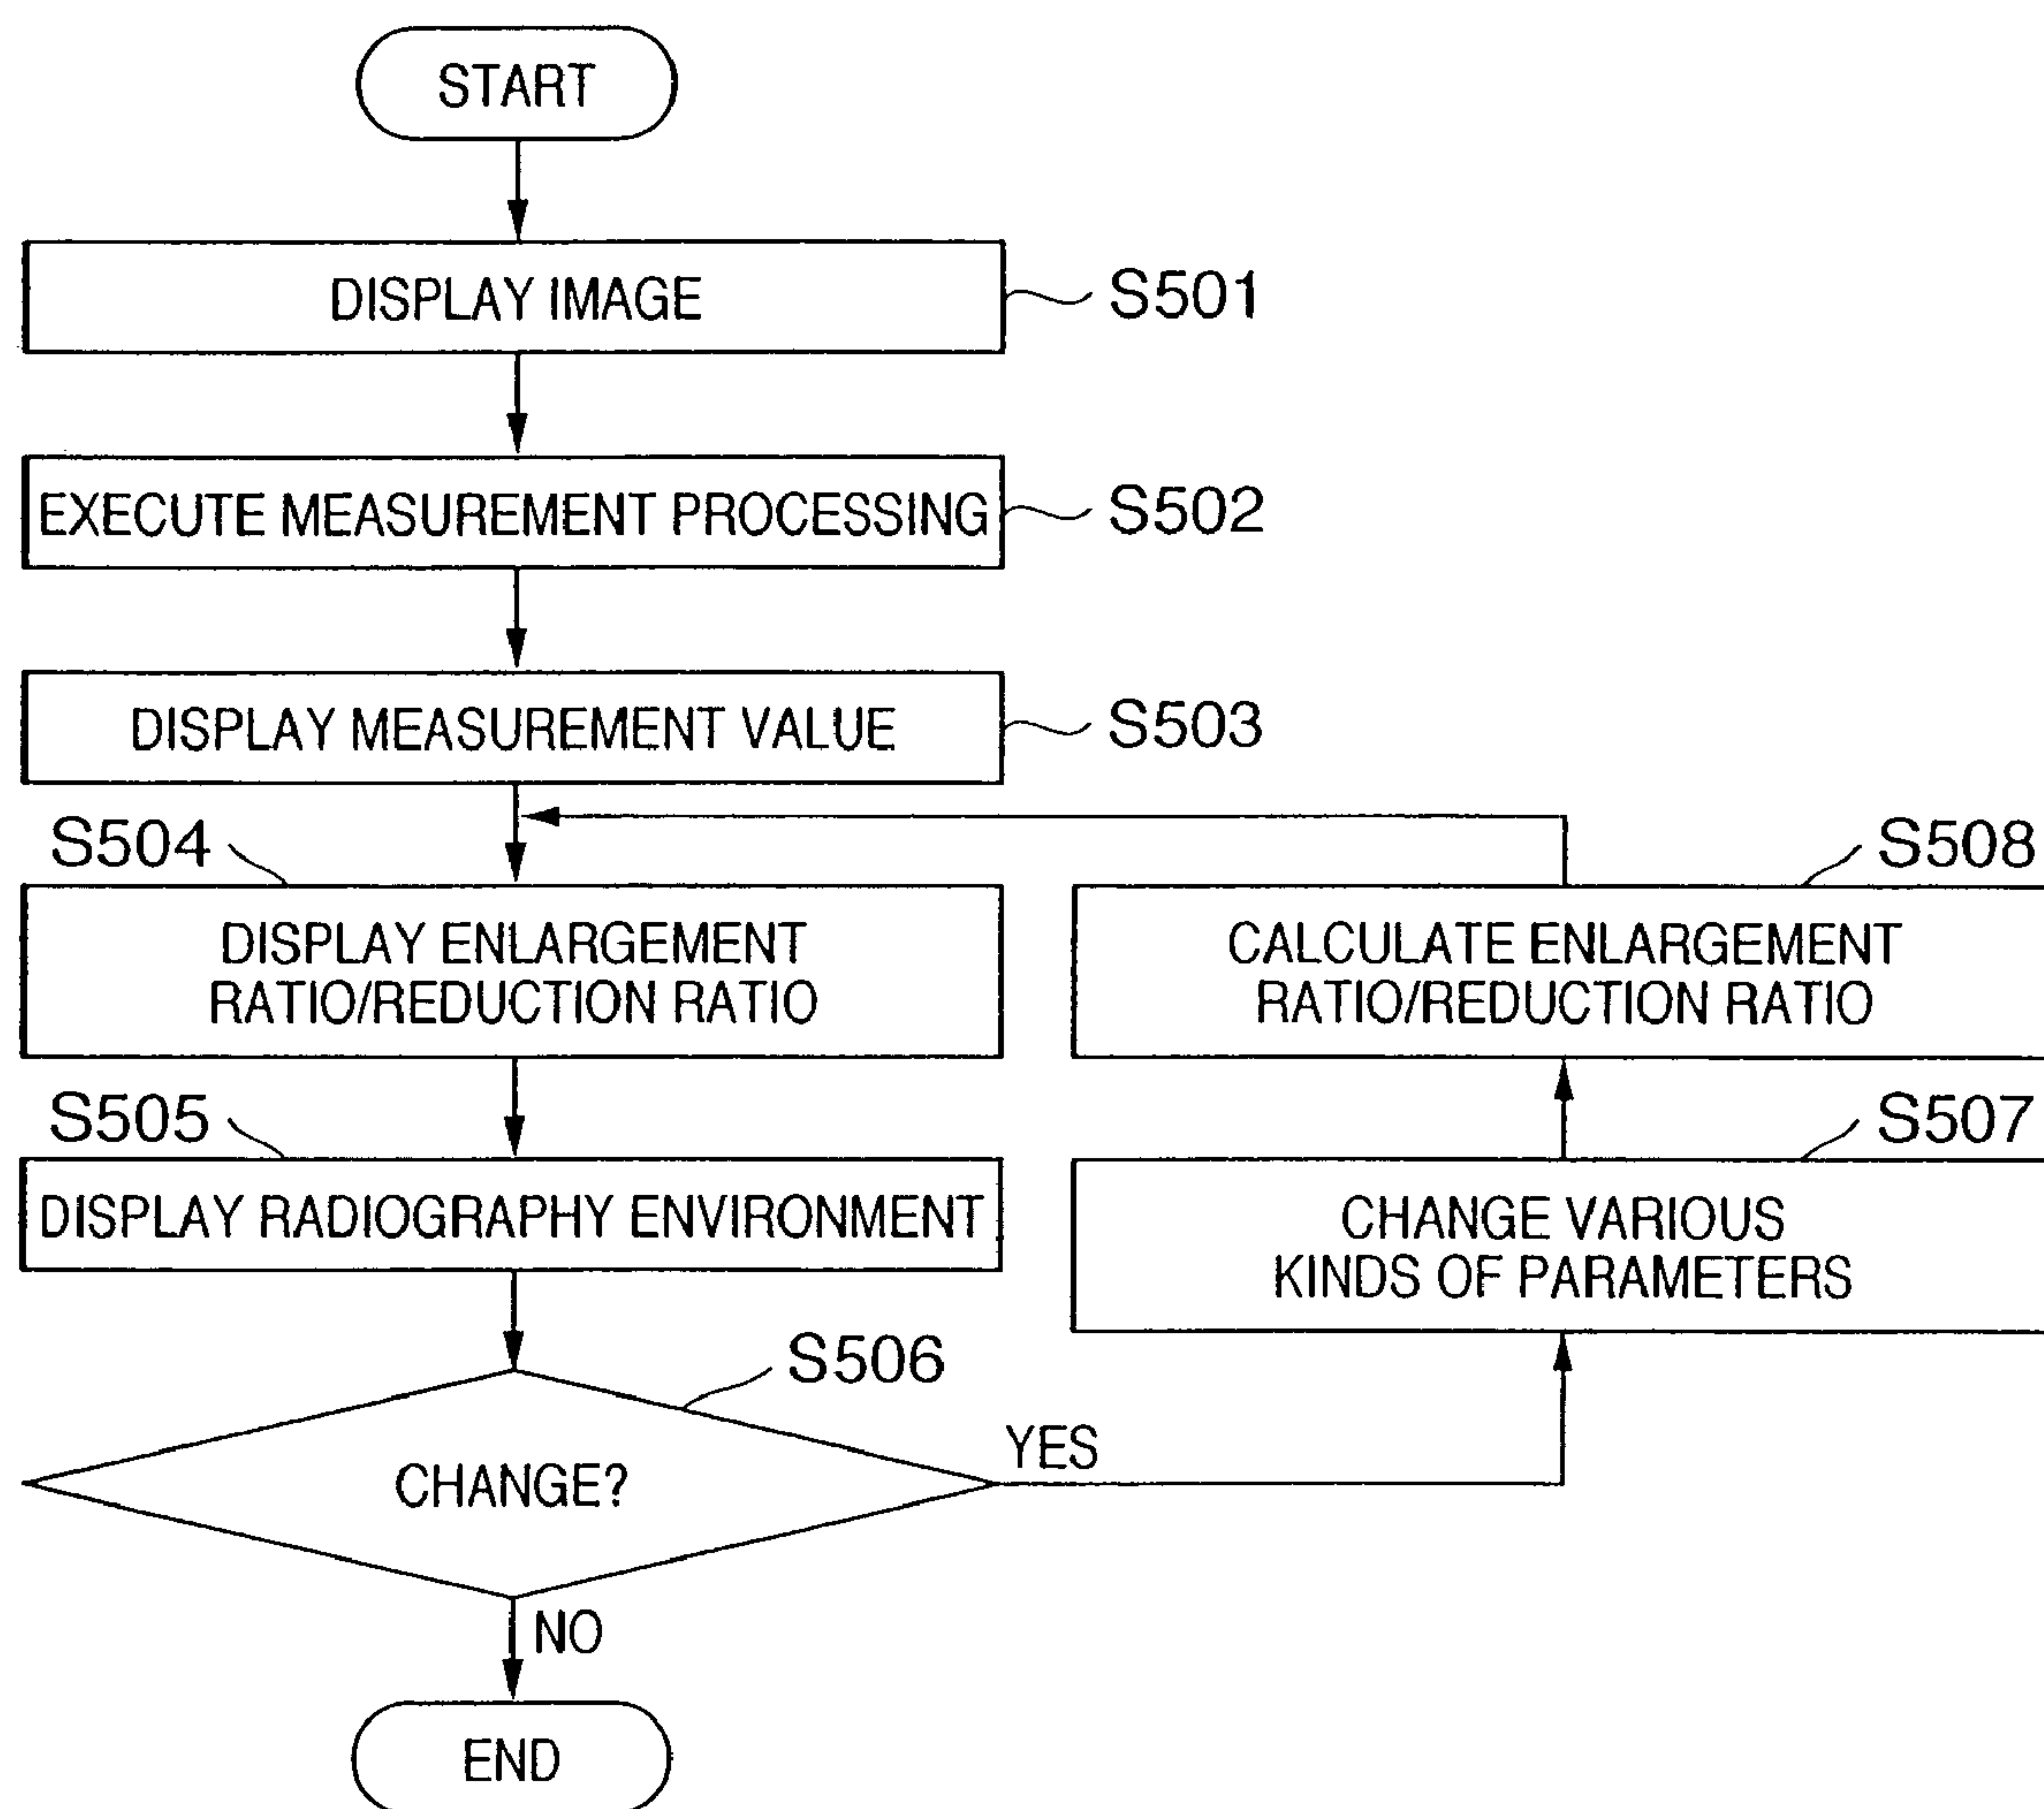 START
DISPLAY IMAGE
S501
EXECUTE MEASUREMENT PROCESSING
S502
DISPLAY MEASUREMENT VALUE
S503
S504
DISPLAY ENLARGEMENT
RATIO/REDUCTION RATIO
S508
CALCULATE ENLARGEMENT
RATIO/REDUCTION RATIO
S505
DISPLAY RADIOGRAPHY ENVIRONMENT
S507
CHANGE VARIOUS
KINDS OF PARAMETERS
S506
CHANGE?
YES
NO
END